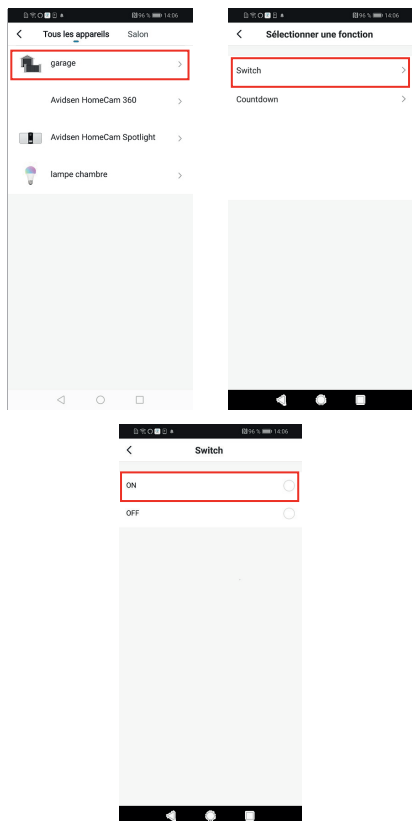 96 % 14:06
Tous les appareils Salon
garage
Avidsen HomeCam 360
Avidsen HomeCam Spotlight
lampe chambre
96 % 14:06
Sélectionner une fonction
Switch
Countdown
96 % 14:06
Switch
ON
OFF